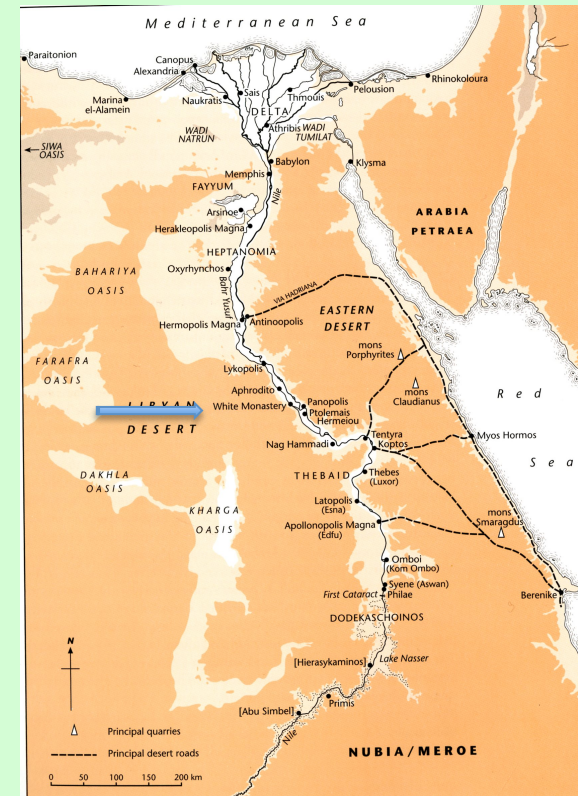 Mediterranean Sea
Paraitonion
Canopus
Alexandria
Rhinokoloura
Marina
el-Alamein
Naukratis
Sais
Thmouis
Pelousion
DELTA
Athribis
WADI
NATRUN
WADI
TUMILAT
SIWA
OASIS
Babylon
Klysma
Memphis
FAYYUM
Nile
Arsinoe
ARABIA
PETRAEA
Herakleopolis Magna
HEPTANOMIA
BAHARIYA
OASIS
Oxyrhynchos
Bahr Yusuf
VIA HADRIANA
EASTERN
DESERT
Hermopolis Magna
Antinoopolis
mons
Porphyrites
FARAFRA
OASIS
Lykopolis
mons
Claudianus
Red
Sea
Aphrodito
White Monastery
Panopolis
Ptolemais
Hermeiou
LIBYAN
DESERT
Nag Hammadi
Tentyra
Koptos
Myos Hormos
DAKHLA
OASIS
THEBAID
Thebes
(Luxor)
KHARGA
OASIS
Latopolis
(Esna)
mons
Smaragdus
Apollonopolis Magna
(Edfu)
Omboi
(Kom Ombo)
Syene (Aswan)
First Cataract
Philae
Berenike
DODEKASCHOINOS
N
[Hierasykaminos]
Lake Nasser
Primis
[Abu Simbel]
Nile
Principal quarries
NUBIA/MEROE
Principal desert roads
0 50 100 150 200 km